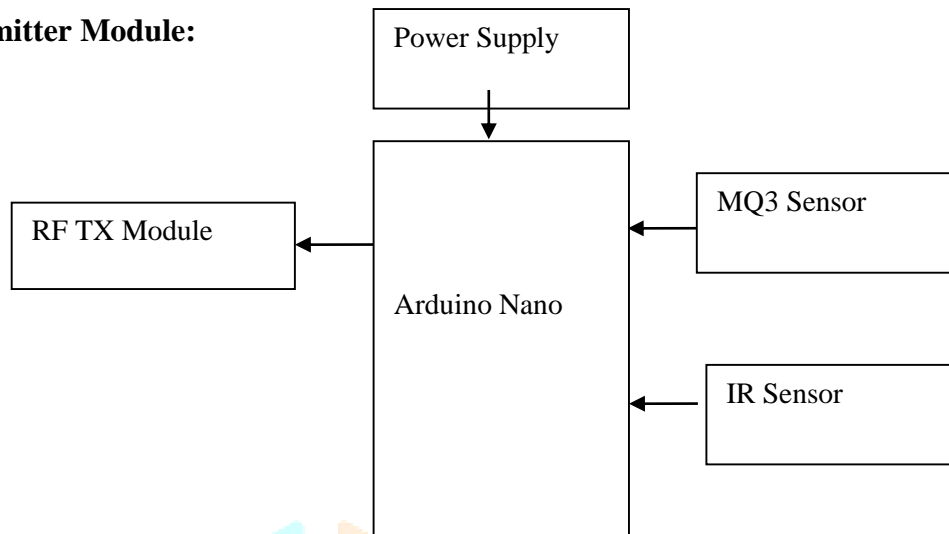 mitter Module:
Power Supply
MQ3 Sensor
RF TX Module
Arduino Nano
IR Sensor